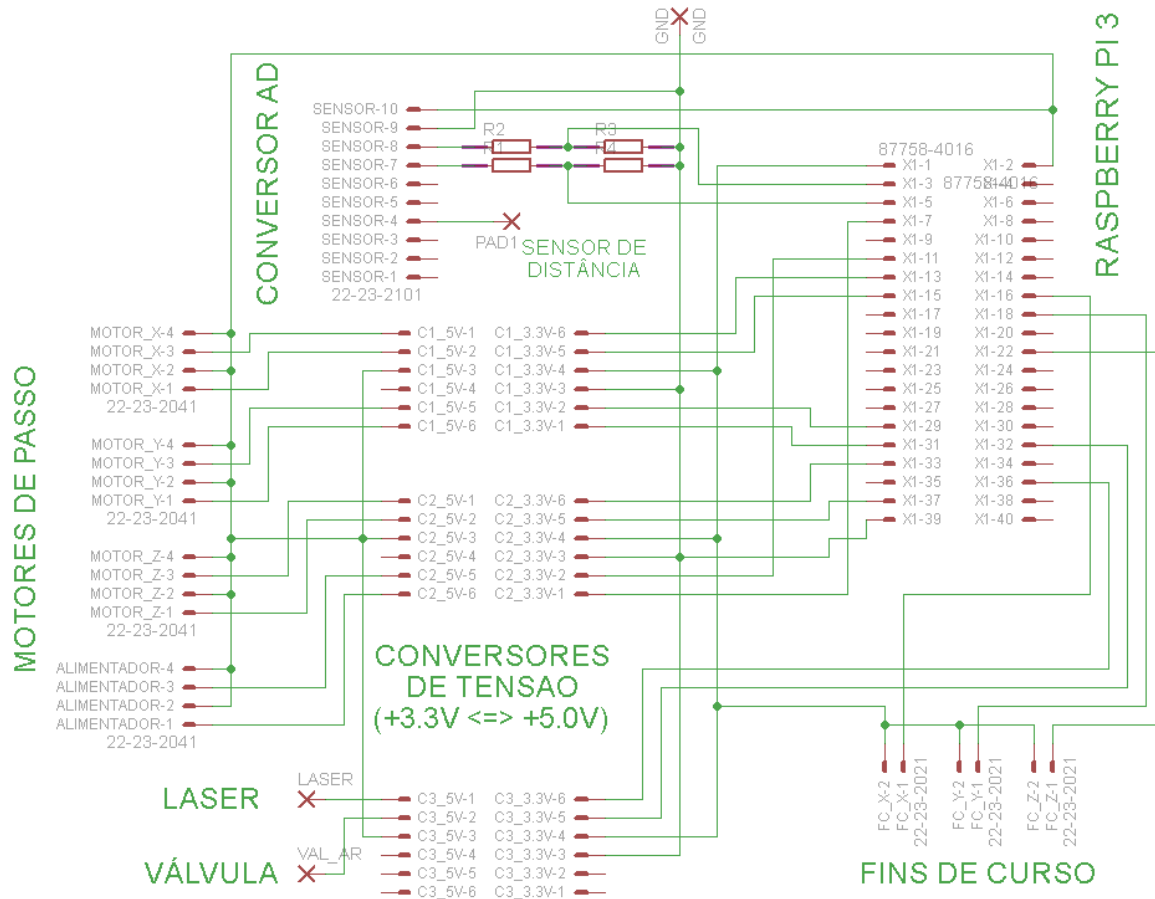 GND
GND
RASPBERRY PI 3
CONVERSOR AD
SENSOR-10
SENSOR-9
SENSOR-8
SENSOR-7
SENSOR-6
SENSOR-5
SENSOR-4
SENSOR-3
SENSOR-2
SENSOR-1
22-23-2101
R2
R3
R1
R4
PAD1
SENSOR DE
DISTÂNCIA
87758-4016
87758-4016
X1-1 X1-2
X1-3 X1-4
X1-5 X1-6
X1-7 X1-8
X1-9 X1-10
X1-11 X1-12
X1-13 X1-14
X1-15 X1-16
X1-17 X1-18
X1-19 X1-20
X1-21 X1-22
X1-23 X1-24
X1-25 X1-26
X1-27 X1-28
X1-29 X1-30
X1-31 X1-32
X1-33 X1-34
X1-35 X1-36
X1-37 X1-38
X1-39 X1-40
MOTORES DE PASSO
MOTOR_X-4
MOTOR_X-3
MOTOR_X-2
MOTOR_X-1
22-23-2041
MOTOR_Y-4
MOTOR_Y-3
MOTOR_Y-2
MOTOR_Y-1
22-23-2041
MOTOR_Z-4
MOTOR_Z-3
MOTOR_Z-2
MOTOR_Z-1
22-23-2041
ALIMENTADOR-4
ALIMENTADOR-3
ALIMENTADOR-2
ALIMENTADOR-1
22-23-2041
C1_5V-1 C1_3.3V-6
C1_5V-2 C1_3.3V-5
C1_5V-3 C1_3.3V-4
C1_5V-4 C1_3.3V-3
C1_5V-5 C1_3.3V-2
C1_5V-6 C1_3.3V-1
C2_5V-1 C2_3.3V-6
C2_5V-2 C2_3.3V-5
C2_5V-3 C2_3.3V-4
C2_5V-4 C2_3.3V-3
C2_5V-5 C2_3.3V-2
C2_5V-6 C2_3.3V-1
CONVERSORES
DE TENSAO
(+3.3V <=> +5.0V)
LASER
LASER
VAL_AR
VÁLVULA
C3_5V-1 C3_3.3V-6
C3_5V-2 C3_3.3V-5
C3_5V-3 C3_3.3V-4
C3_5V-4 C3_3.3V-3
C3_5V-5 C3_3.3V-2
C3_5V-6 C3_3.3V-1
FC_X-2
FC_X-1
22-23-2021
FC_Y-2
FC_Y-1
22-23-2021
FC_Z-2
FC_Z-1
22-23-2021
FINS DE CURSO